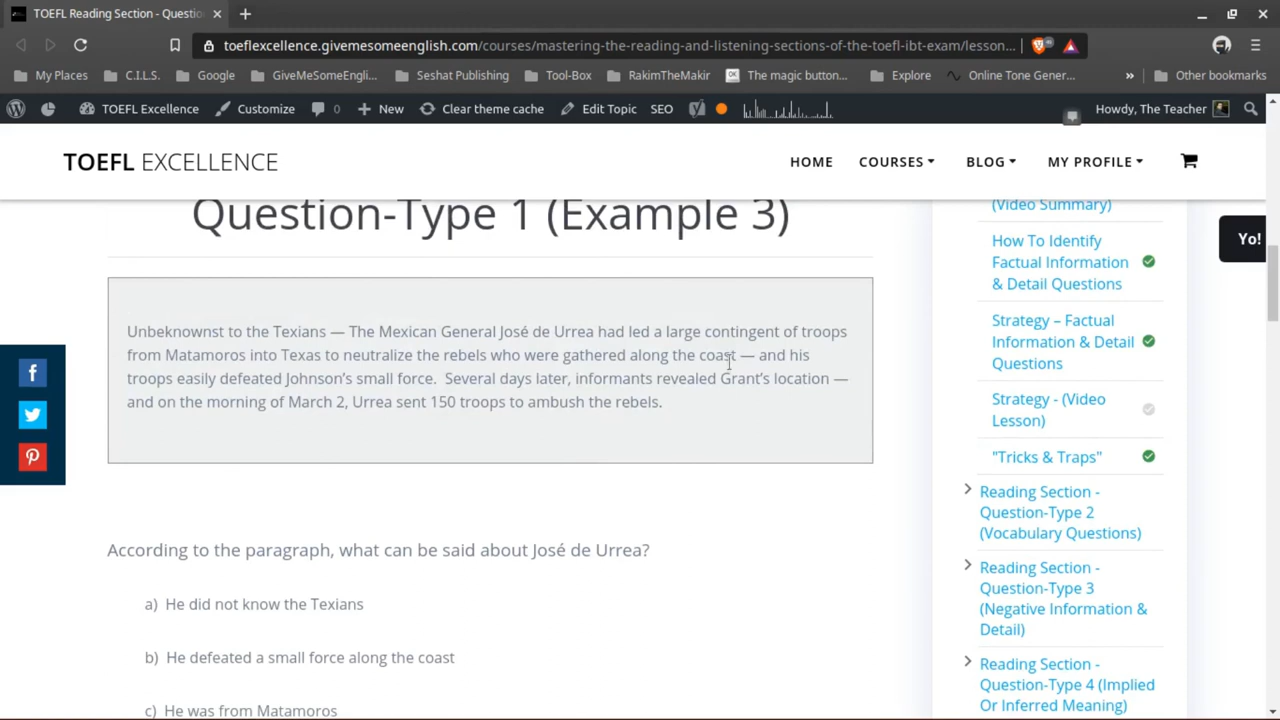 TOEFL Reading Section - Questio
toeflexcellence.givemesomeenglish.com/courses/mastering-the-reading-and-listening-sections-of-the-toefl-ibt-exam/lesson...
My Places C.I.L.S. Google GiveMeSomeEngli... Seshat Publishing Tool-Box RakimTheMakir OK The magic button... Explore Online Tone Gener... » Other bookmarks
TOEFL Excellence Customize 0 New Clear theme cache Edit Topic SEO Howdy, The Teacher
TOEFL EXCELLENCE HOME COURSES BLOG MY PROFILE
Question-Type 1 (Example 3)
Unbeknownst to the Texians — The Mexican General José de Urrea had led a large contingent of troops
from Matamoros into Texas to neutralize the rebels who were gathered along the coast — and his
troops easily defeated Johnson's small force. Several days later, informants revealed Grant's location —
and on the morning of March 2, Urrea sent 150 troops to ambush the rebels.
According to the paragraph, what can be said about José de Urrea?
a) He did not know the Texians
b) He defeated a small force along the coast
c) He was from Matamoros
(Video Summary)
How To Identify
Factual Information
& Detail Questions
Strategy – Factual
Information & Detail
Questions
Strategy - (Video
Lesson)
"Tricks & Traps"
Reading Section -
Question-Type 2
(Vocabulary Questions)
Reading Section -
Question-Type 3
(Negative Information &
Detail)
Reading Section -
Question-Type 4 (Implied
Or Inferred Meaning)
Yo!